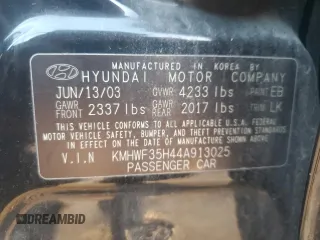 MANUFACTURED IN KOREA BY
HYUNDAI MOTOR COMPANY
JUN/13/03 GVWR 4233 lbs PAINT EB
GAWR FRONT 2337 lbs GAWR REAR 2017 lbs TRIM LK
THIS VEHICLE CONFORMS TO ALL APPLICABLE U.S. FEDERAL
MOTOR VEHICLE SAFETY, BUMPER, AND THEFT PREVENTION STANDARDS
IN EFFECT ON THE DATE OF MANUFACTURE SHOWN ABOVE.
V.I.N KMHWF35H44A913025
PASSENGER CAR
DREAMBID